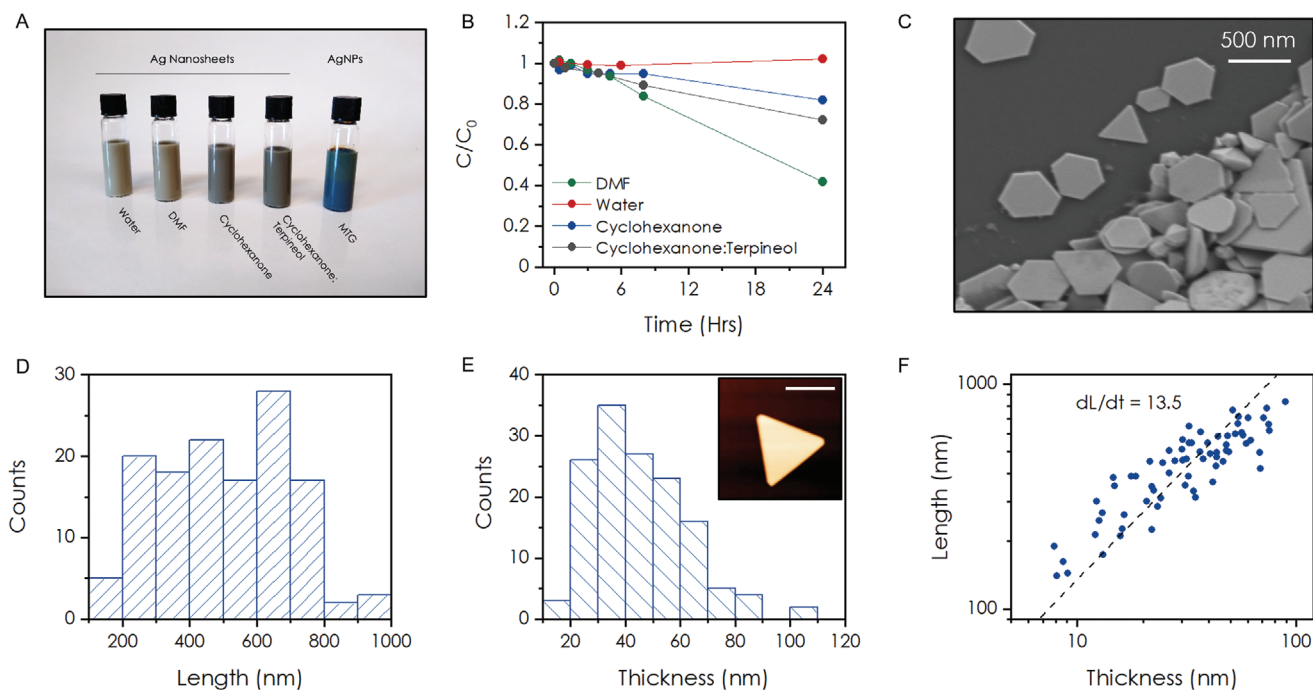 A
Ag Nanosheets
AgNPs
Water
DMF
Cyclohexanone
Cyclohexanone:
Terpineol
MTG
B
1.2
1
0.8
0.6
0.4
0.2
0
C/C0
DMF
Water
Cyclohexanone
Cyclohexanone:Terpineol
0
6
12
18
24
Time (Hrs)
C
500 nm
D
30
20
10
0
Counts
200
400
600
800
1000
Length (nm)
E
40
30
20
10
0
Counts
20
40
60
80
100
120
Thickness (nm)
F
1000
100
Length (nm)
dL/dt = 13.5
10
100
Thickness (nm)